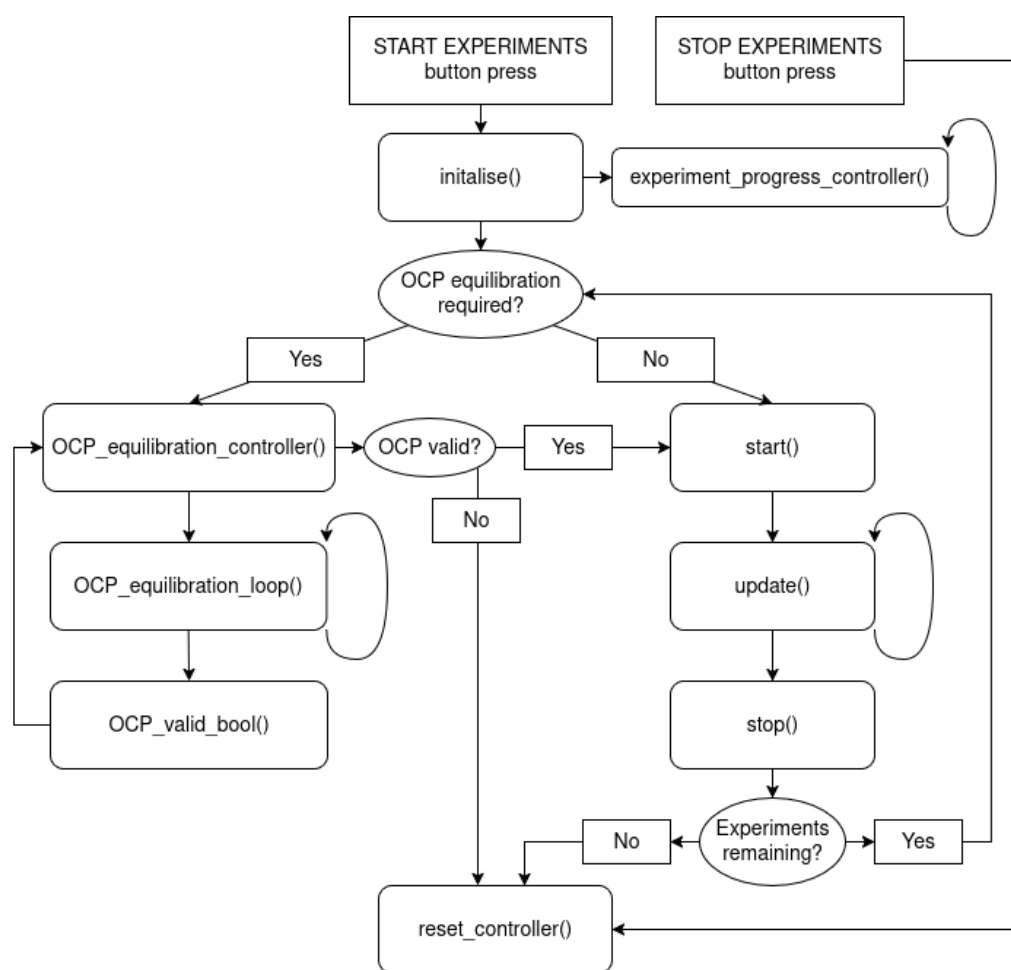 START EXPERIMENTS
button press
STOP EXPERIMENTS
button press
initalise()
experiment_progress_controller()
OCP equilibration
required?
Yes
No
OCP_equilibration_controller()
OCP valid?
Yes
start()
No
OCP_equilibration_loop()
update()
OCP_valid_bool()
stop()
Experiments
remaining?
No
Yes
reset_controller()